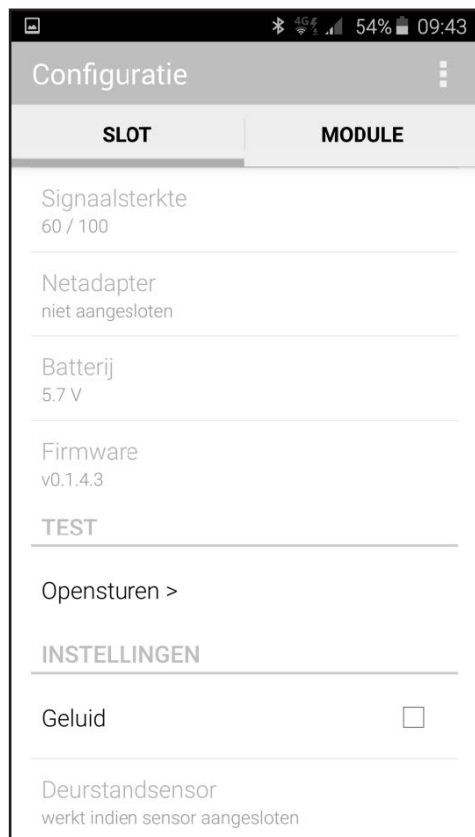 4G 54% 09:43
Configuratie
SLOT MODULE
Signaalsterkte
60 / 100
Netadapter
niet aangesloten
Batterij
5.7 V
Firmware
v0.1.4.3
TEST
Opensturen >
INSTELLINGEN
Geluid
Deurstandsensor
werkt indien sensor aangesloten